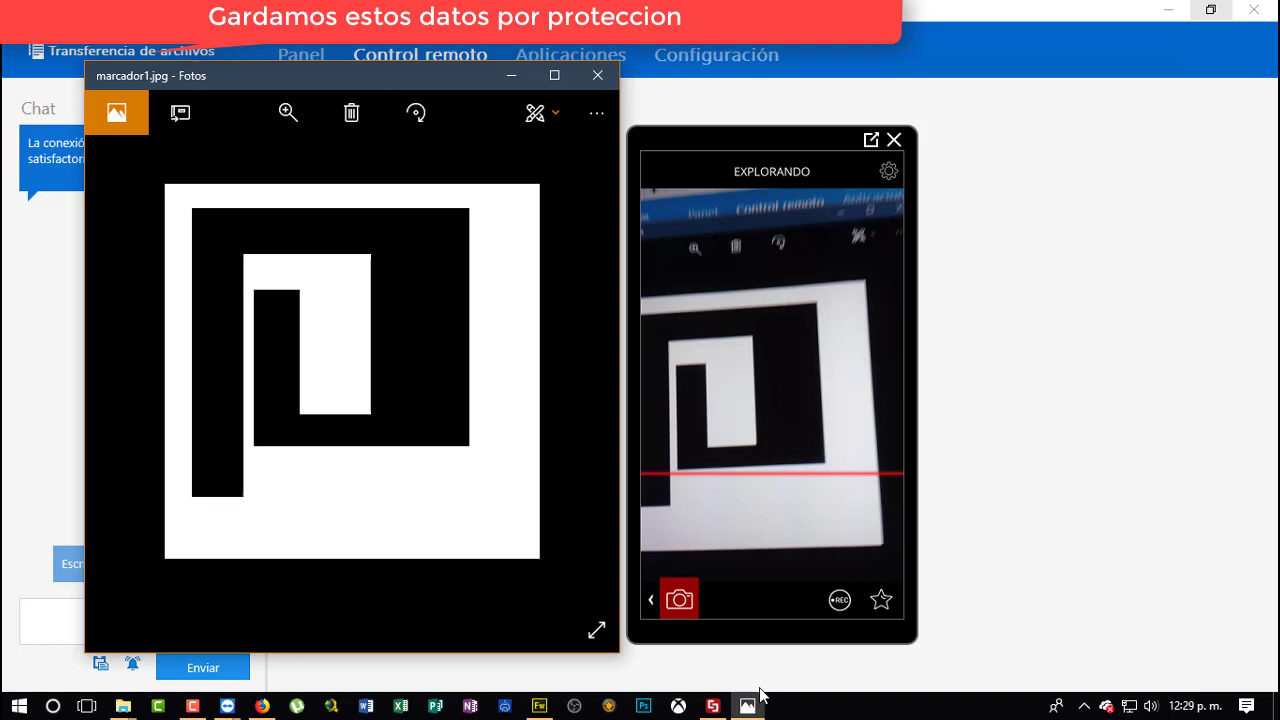 Gardamos estos datos por proteccion
Transferencia de archivos
Panel
Control remoto
Aplicaciones
Configuración
marcador1.jpg - Fotos
Chat
La conexió
satisfactori
EXPLORANDO
Panel
Control remoto
REC
Escr
Enviar
12:29 p. m.